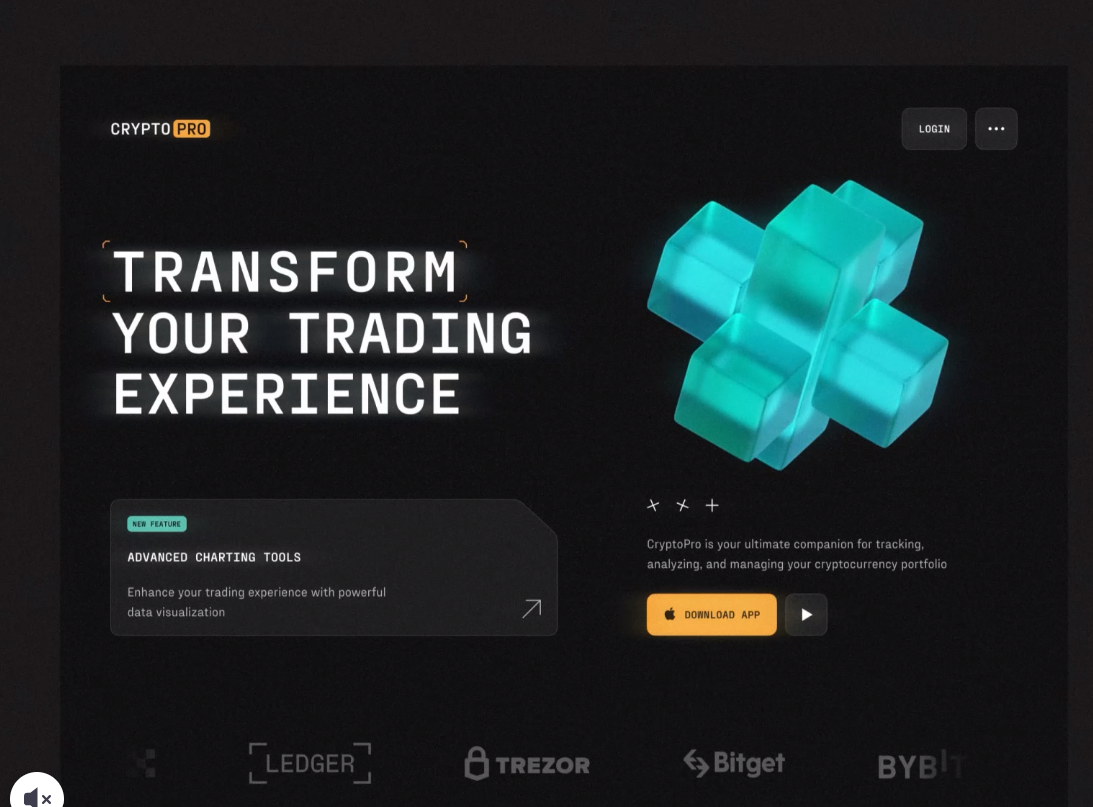 CRYPTO PRO
LOGIN
TRANSFORM
YOUR TRADING
EXPERIENCE
NEW FEATURE
ADVANCED CHARTING TOOLS
Enhance your trading experience with powerful
data visualization
CryptoPro is your ultimate companion for tracking,
analyzing, and managing your cryptocurrency portfolio
DOWNLOAD APP
LEDGER
TREZOR
Bitget
BYBIT